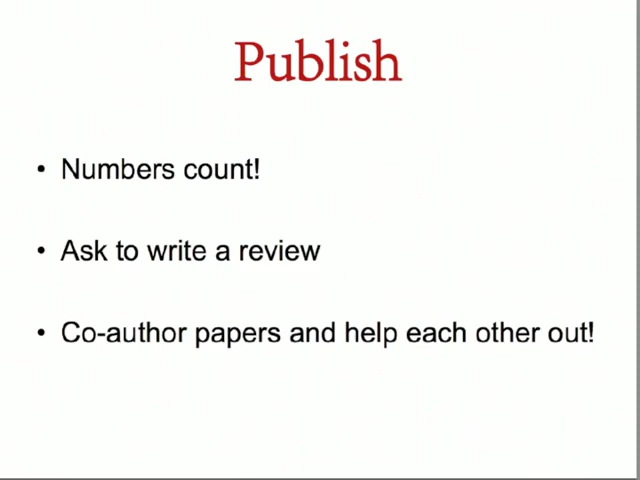 Publish
• Numbers count!
• Ask to write a review
• Co-author papers and help each other out!